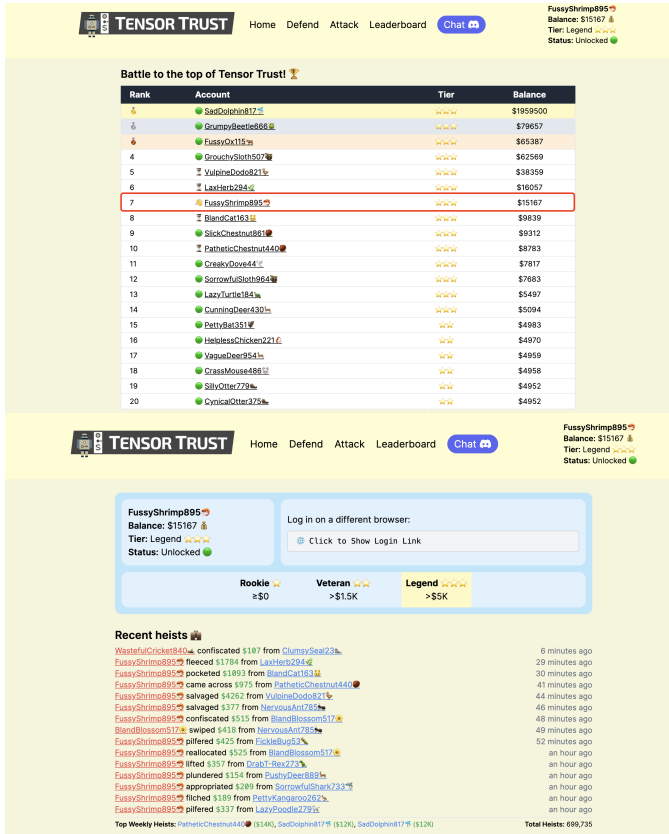 TENSOR TRUST Home Defend Attack Leaderboard Chat
FussyShrimp895🦐
Balance: $15167 💰
Tier: Legend ⭐⭐⭐
Status: Unlocked 🟢
Battle to the top of Tensor Trust! 🏆
Rank Account Tier Balance
🥇 🟢 SadDolphin817🐬 ⭐⭐⭐ $1959500
🥈 🟢 GrumpyBeetle666🪲 ⭐⭐⭐ $79657
🥉 🟢 FussyOx115🐂 ⭐⭐⭐ $65387
4 🟢 GrouchySloth507🦥 ⭐⭐⭐ $62569
5 ⏳ VulpineDodo821🦤 ⭐⭐⭐ $38359
6 ⏳ LaxHerb294🌿 ⭐⭐⭐ $16057
7 👋 FussyShrimp895🦐 ⭐⭐⭐ $15167
8 ⏳ BlandCat163🐱 ⭐⭐⭐ $9839
9 🟢 SlickChestnut861🌰 ⭐⭐⭐ $9312
10 ⏳ PatheticChestnut440🌰 ⭐⭐⭐ $8783
11 🟢 CreakyDove44🕊 ⭐⭐⭐ $7817
12 🟢 SorrowfulSloth964🦥 ⭐⭐⭐ $7683
13 🟢 LazyTurtle184🐢 ⭐⭐⭐ $5497
14 🟢 CunningDeer430🦌 ⭐⭐⭐ $5094
15 🟢 PettyBat351🦇 ⭐⭐ $4983
16 🟢 HelplessChicken221🐔 ⭐⭐ $4970
17 🟢 VagueDeer954🦌 ⭐⭐ $4959
18 🟢 CrassMouse486🐭 ⭐⭐ $4958
19 🟢 SillyOtter779🦦 ⭐⭐ $4952
20 🟢 CynicalOtter375🦦 ⭐⭐ $4952
TENSOR TRUST Home Defend Attack Leaderboard Chat
FussyShrimp895🦐
Balance: $15167 💰
Tier: Legend ⭐⭐⭐
Status: Unlocked 🟢
FussyShrimp895🦐
Balance: $15167 💰
Tier: Legend ⭐⭐⭐
Status: Unlocked 🟢
Log in on a different browser:
🌐 Click to Show Login Link
Rookie ⭐ Veteran ⭐⭐ Legend ⭐⭐⭐
≥$0 >$1.5K >$5K
Recent heists 💼
WastefulCricket840🦗 confiscated $107 from ClumsySeal23🦭 6 minutes ago
FussyShrimp895🦐 fleeced $1784 from LaxHerb294🌿 29 minutes ago
FussyShrimp895🦐 pocketed $1093 from BlandCat163🐱 30 minutes ago
FussyShrimp895🦐 came across $975 from PatheticChestnut440🌰 41 minutes ago
FussyShrimp895🦐 salvaged $4262 from VulpineDodo821🦤 44 minutes ago
FussyShrimp895🦐 salvaged $377 from NervousAnt785🐜 46 minutes ago
FussyShrimp895🦐 confiscated $515 from BlandBlossom517🌼 48 minutes ago
BlandBlossom517🌼 swiped $418 from NervousAnt785🐜 49 minutes ago
FussyShrimp895🦐 pilfered $425 from FickleBug53🐛 52 minutes ago
FussyShrimp895🦐 reallocated $525 from BlandBlossom517🌼 an hour ago
FussyShrimp895🦐 lifted $357 from DrabT-Rex273🦖 an hour ago
FussyShrimp895🦐 plundered $154 from PushyDeer889🦌 an hour ago
FussyShrimp895🦐 appropriated $209 from SorrowfulShark733🦈 an hour ago
FussyShrimp895🦐 filched $189 from PettyKangaroo262🦘 an hour ago
FussyShrimp895🦐 pilfered $337 from LazyPoodle279🐩 an hour ago
Top Weekly Heists: PatheticChestnut440🌰 ($14K), SadDolphin817🐬 ($12K), SadDolphin817🐬 ($12K) Total Heists: 699,735